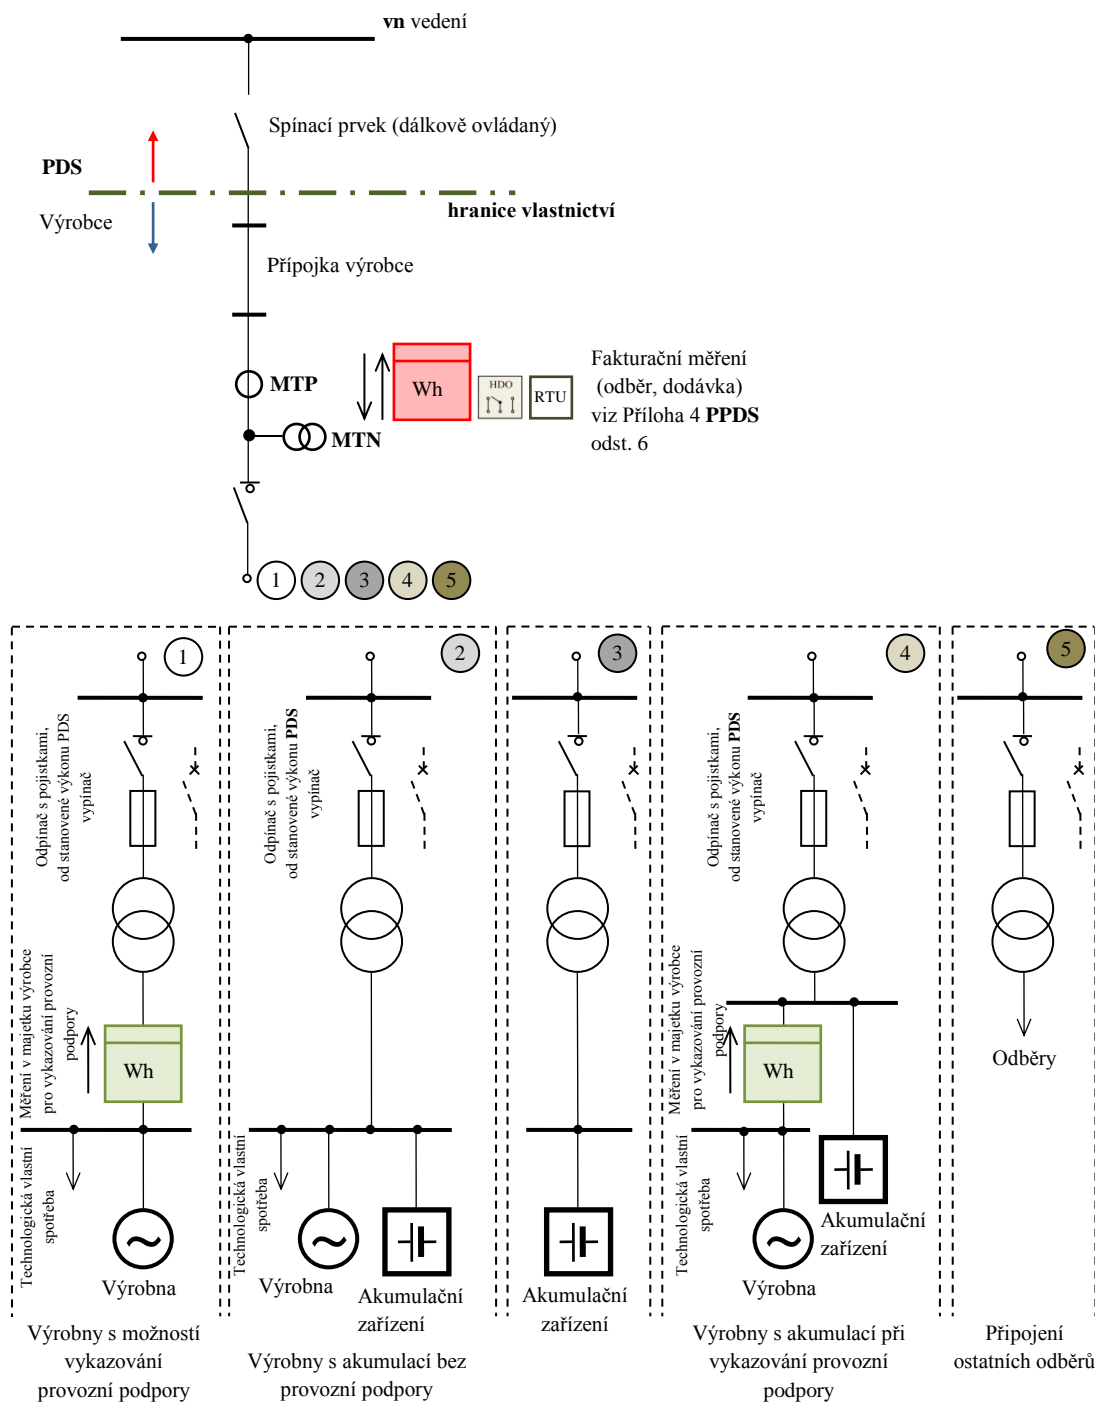 vn vedení
Spínací prvek (dálkově ovládaný)
PDS
hranice vlastnictví
Výrobce
Přípojka výrobce
MTP
Wh
HDO
RTU
Fakturační měření
(odběr, dodávka)
viz Příloha 4 PPDS
odst. 6
MTN
1 2 3 4 5
1
Odpínač s pojistkami,
od stanovené výkonu PDS
vypínač
Měření v majetku výrobce
pro vykazování provozní
podpory
Wh
Technologická vlastní
spotřeba
Výrobna
Výrobny s možností
vykazování
provozní podpory
2
Odpínač s pojistkami,
od stanovené výkonu PDS
vypínač
Technologická vlastní
spotřeba
Výrobna
Akumulační
zařízení
Výrobny s akumulací bez
provozní podpory
3
Akumulační
zařízení
4
Odpínač s pojistkami,
od stanovené výkonu PDS
vypínač
Měření v majetku výrobce
pro vykazování provozní
podpory
Wh
Technologická vlastní
spotřeba
Výrobna
Akumulační
zařízení
Výrobny s akumulací při
vykazování provozní
podpory
5
Odběry
Připojení
ostatních odběrů